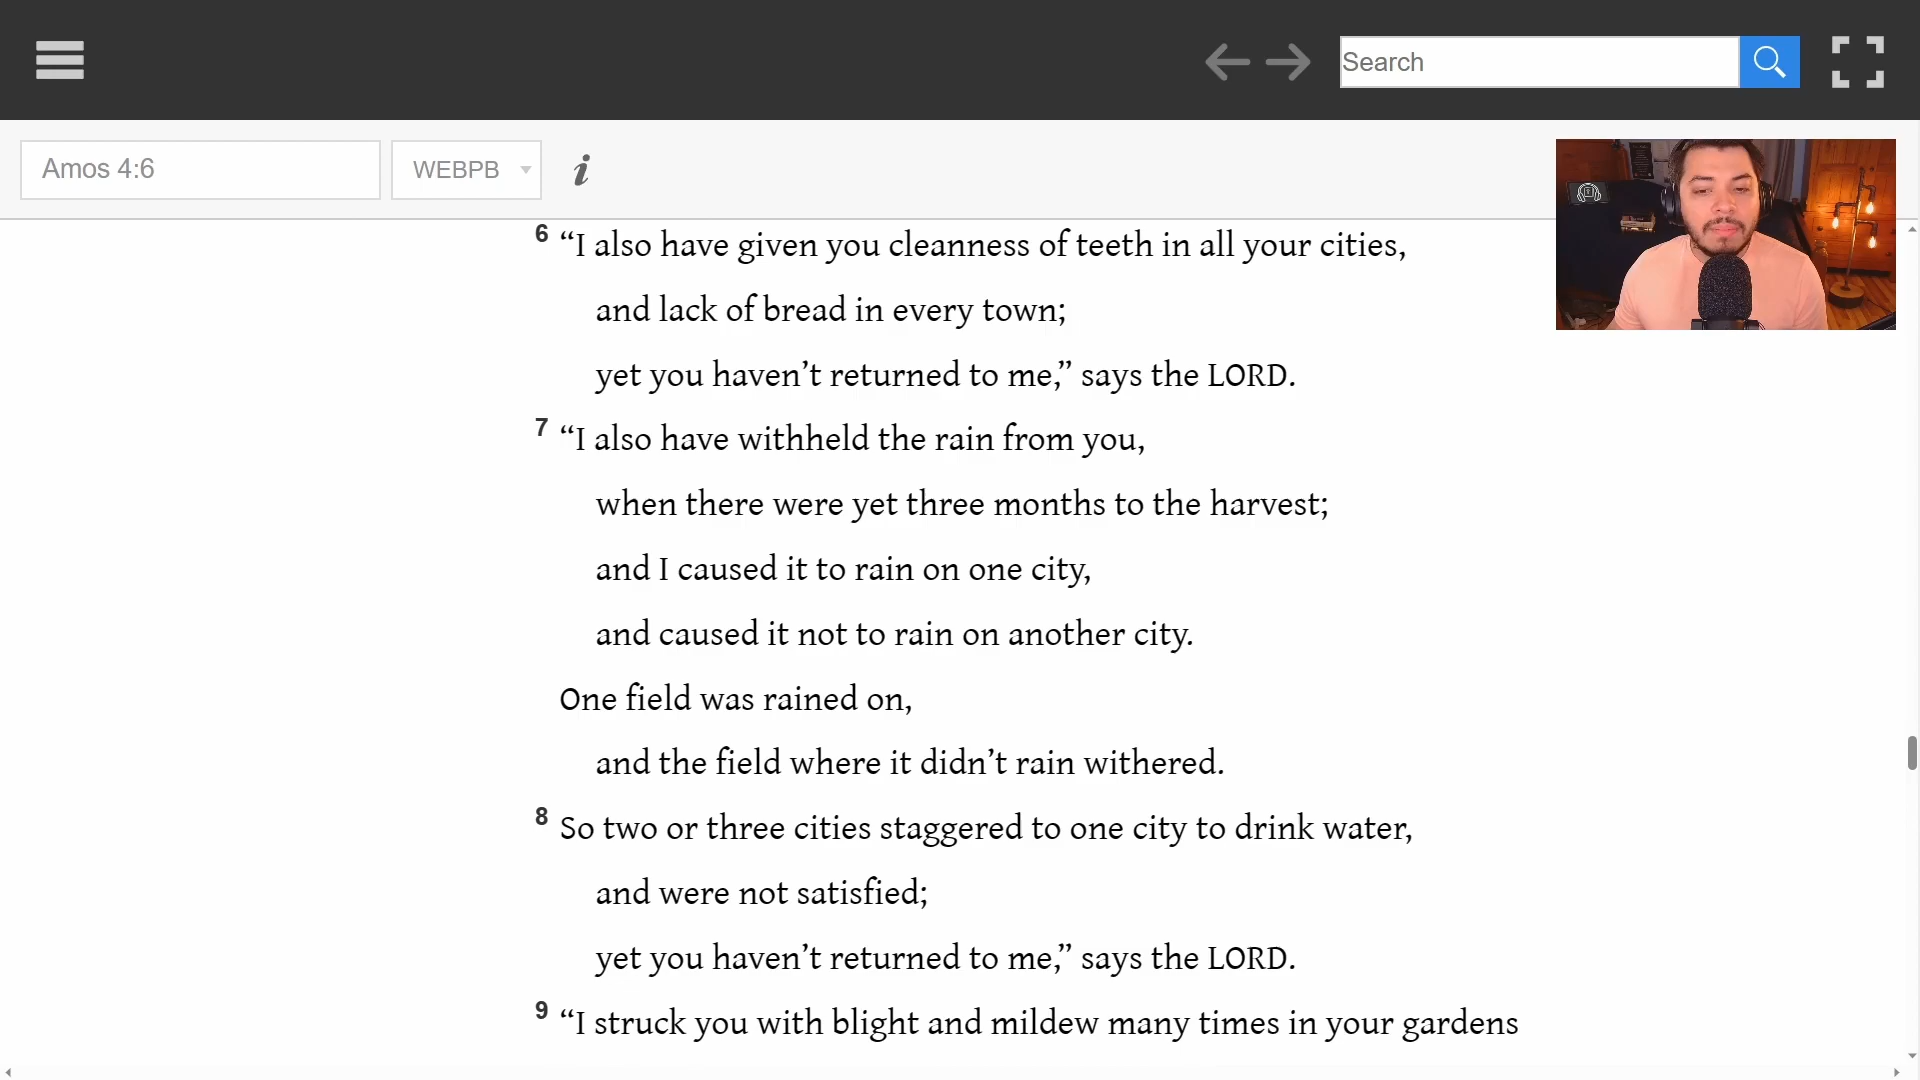 Search
Amos 4:6
WEBPB
i
6 “I also have given you cleanness of teeth in all your cities,
and lack of bread in every town;
yet you haven’t returned to me,” says the LORD.
7 “I also have withheld the rain from you,
when there were yet three months to the harvest;
and I caused it to rain on one city,
and caused it not to rain on another city.
One field was rained on,
and the field where it didn’t rain withered.
8 So two or three cities staggered to one city to drink water,
and were not satisfied;
yet you haven’t returned to me,” says the LORD.
9 “I struck you with blight and mildew many times in your gardens